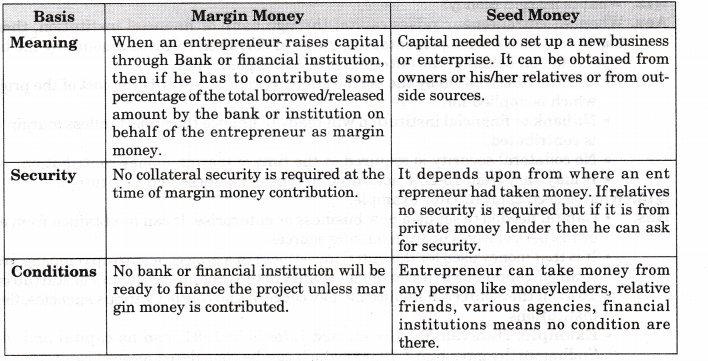 Basis Margin Money Seed Money
Meaning
When an entrepreneur raises capital
through Bank or financial institution,
then if he has to contribute some
percentage of the total borrowed/released
amount by the bank or institution on
behalf of the entrepreneur as margin
money.
Capital needed to set up a new business
or enterprise. It can be obtained from
owners or his/her relatives or from out-
side sources.
Security
No collateral security is required at the
time of margin money contribution.
It depends upon from where an ent
repreneur had taken money. If relatives
no security is required but if it is from
private money lender then he can ask
for security.
Conditions
No bank or financial institution will be
ready to finance the project unless mar
gin money is contributed.
Entrepreneur can take money from
any person like moneylenders, relative
friends, various agencies, financial
institutions means no condition are
there.